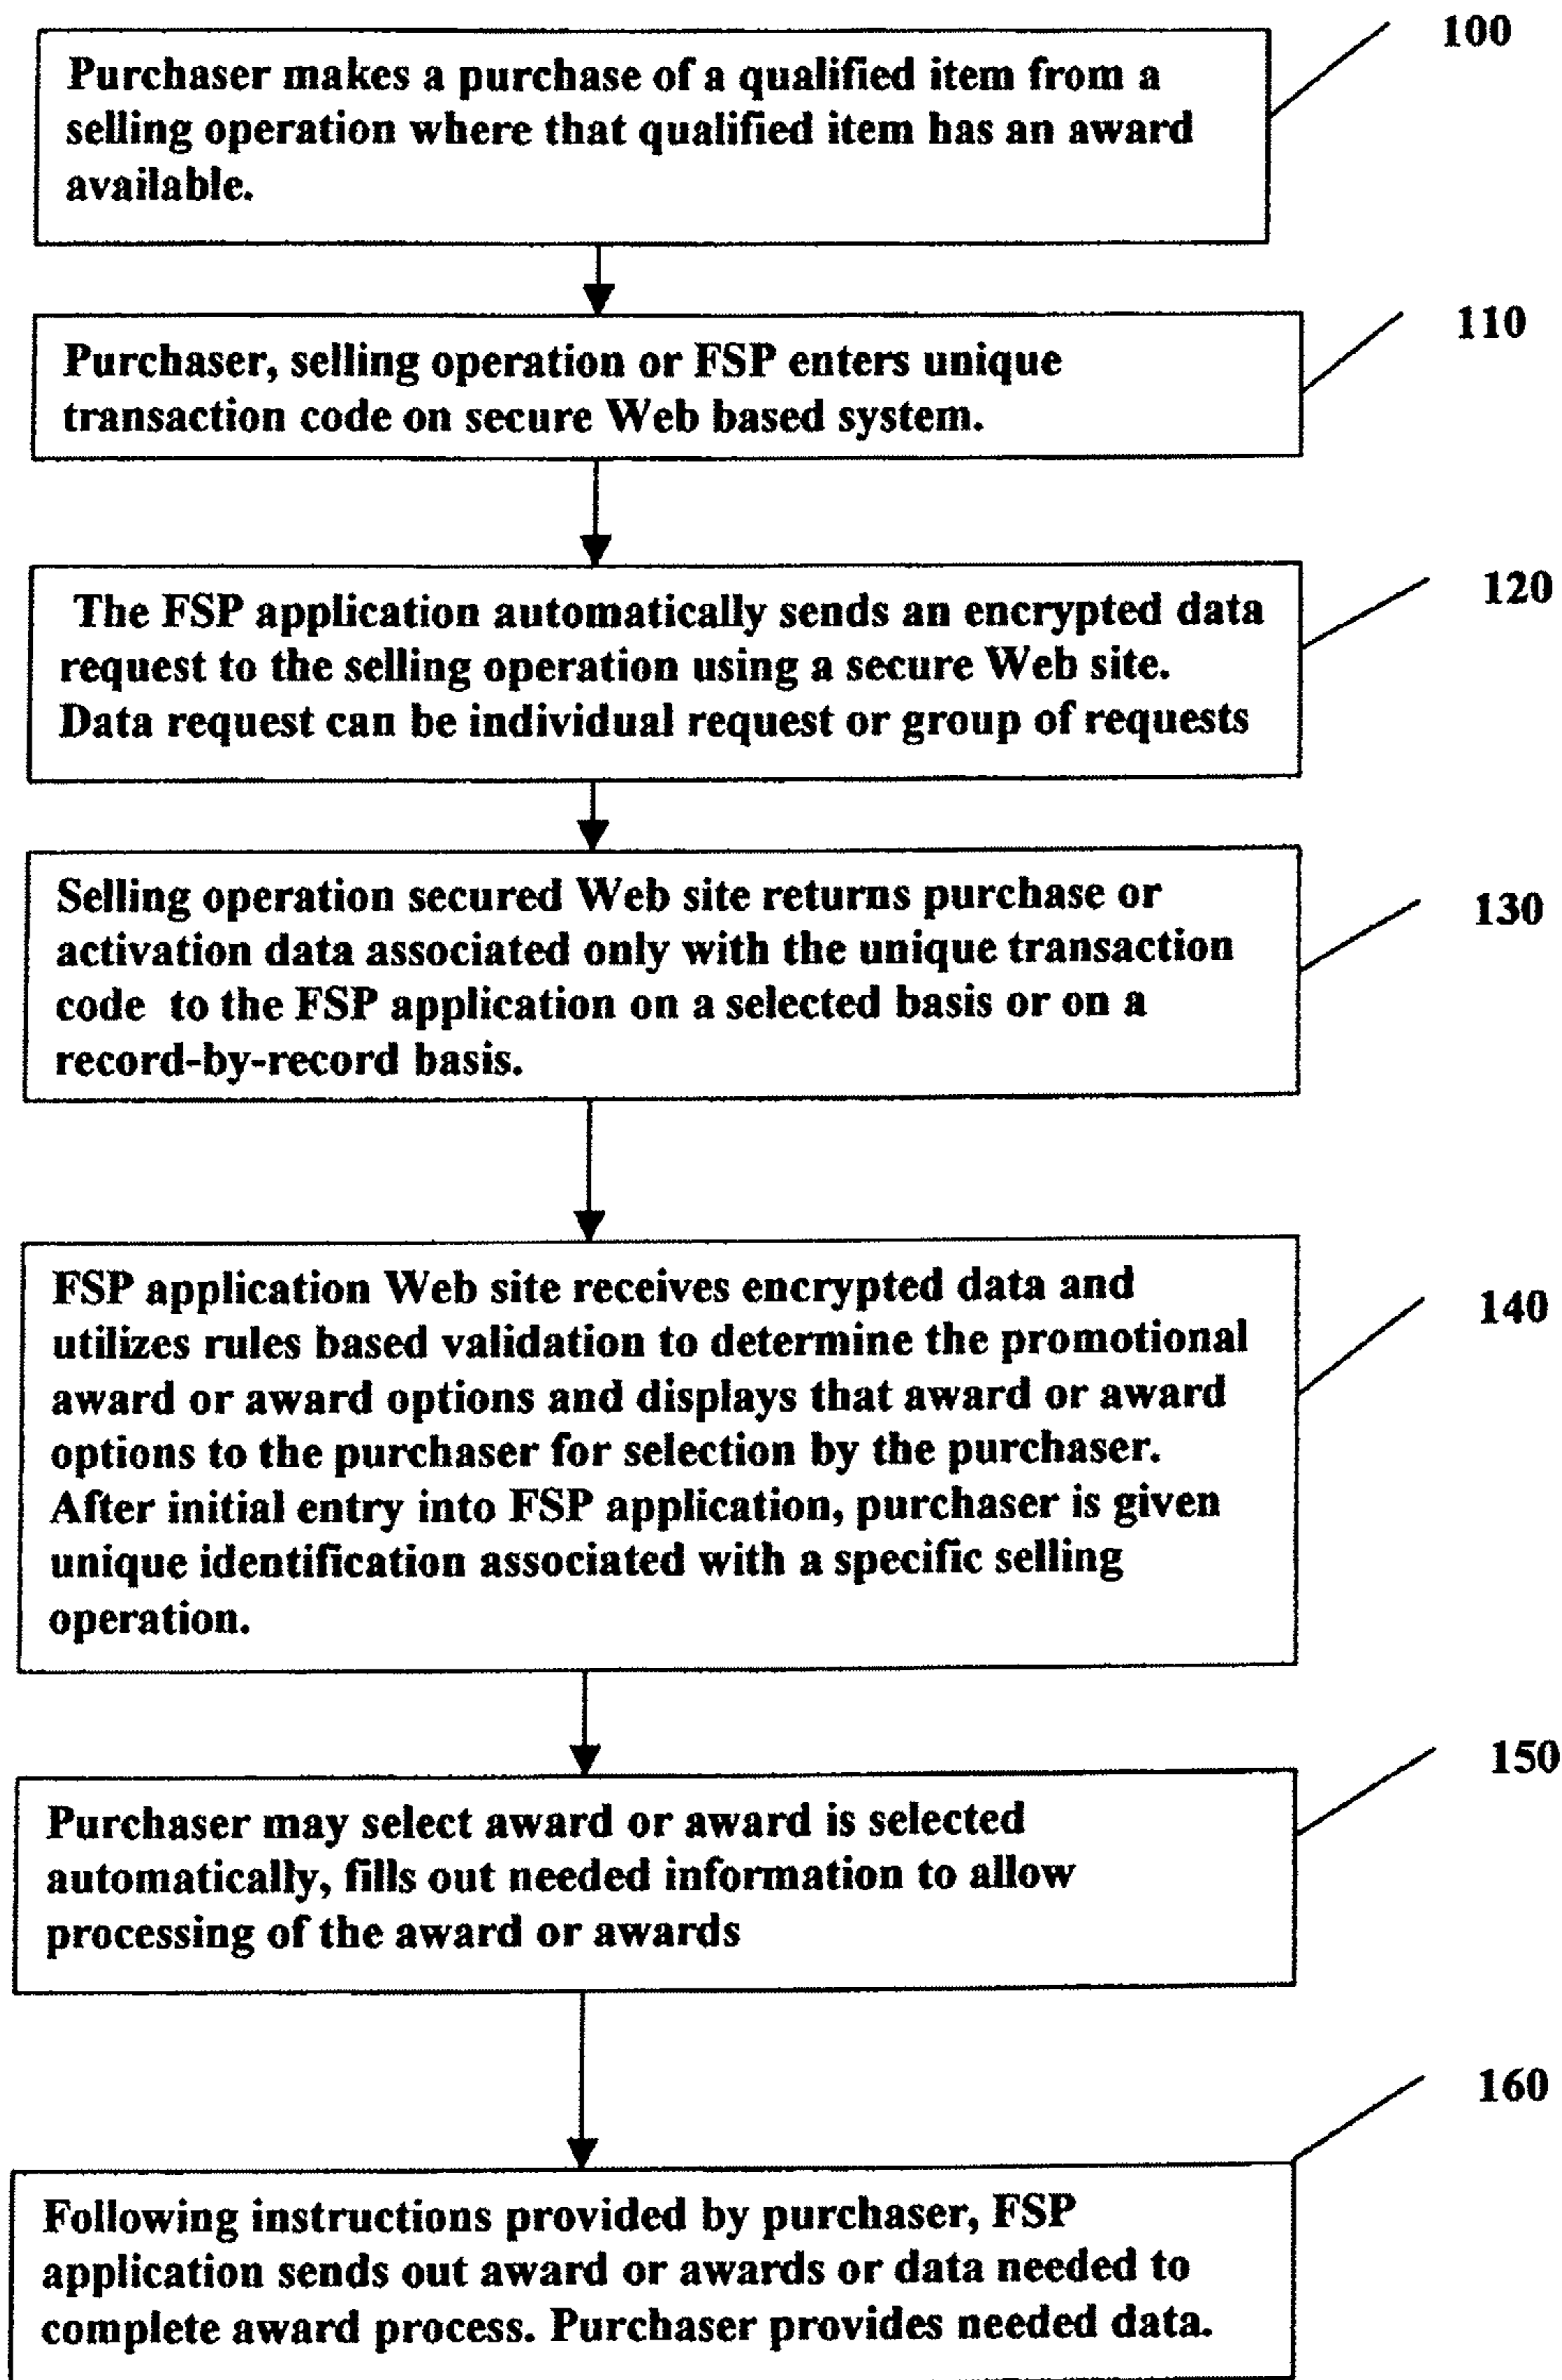 100
Purchaser makes a purchase of a qualified item from a
selling operation where that qualified item has an award
available.
110
Purchaser, selling operation or FSP enters unique
transaction code on secure Web based system.
120
The FSP application automatically sends an encrypted data
request to the selling operation using a secure Web site.
Data request can be individual request or group of requests
130
Selling operation secured Web site returns purchase or
activation data associated only with the unique transaction
code to the FSP application on a selected basis or on a
record-by-record basis.
140
FSP application Web site receives encrypted data and
utilizes rules based validation to determine the promotional
award or award options and displays that award or award
options to the purchaser for selection by the purchaser.
After initial entry into FSP application, purchaser is given
unique identification associated with a specific selling
operation.
150
Purchaser may select award or award is selected
automatically, fills out needed information to allow
processing of the award or awards
160
Following instructions provided by purchaser, FSP
application sends out award or awards or data needed to
complete award process. Purchaser provides needed data.